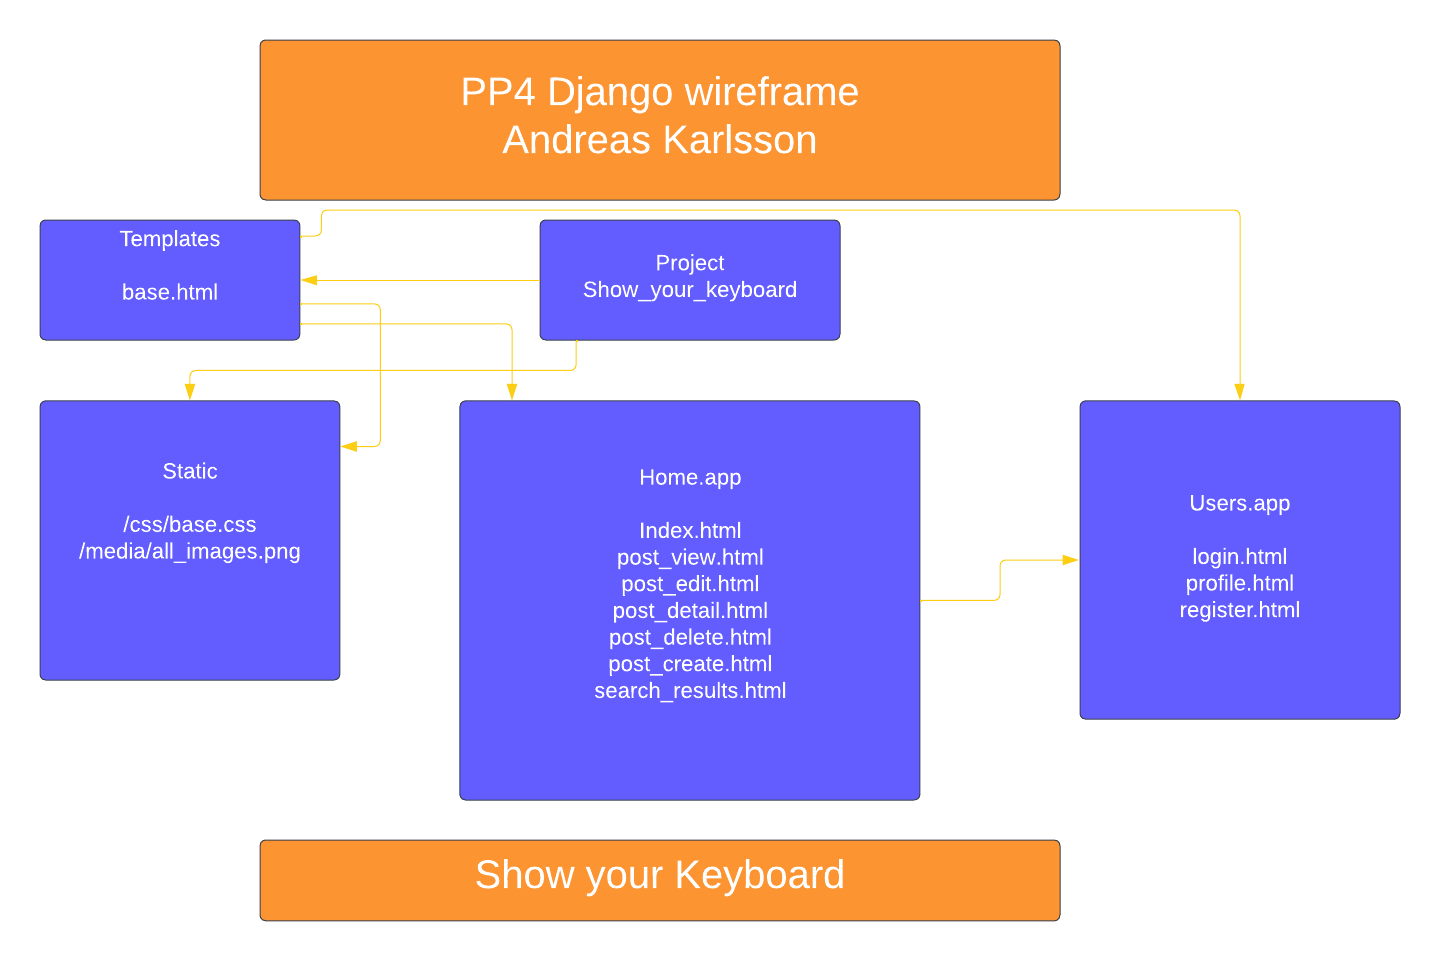 PP4 Django wireframe
Andreas Karlsson
Templates
base.html
Project
Show_your_keyboard
Static
/css/base.css
/media/all_images.png
Home.app
Index.html
post_view.html
post_edit.html
post_detail.html
post_delete.html
post_create.html
search_results.html
Users.app
login.html
profile.html
register.html
Show your Keyboard